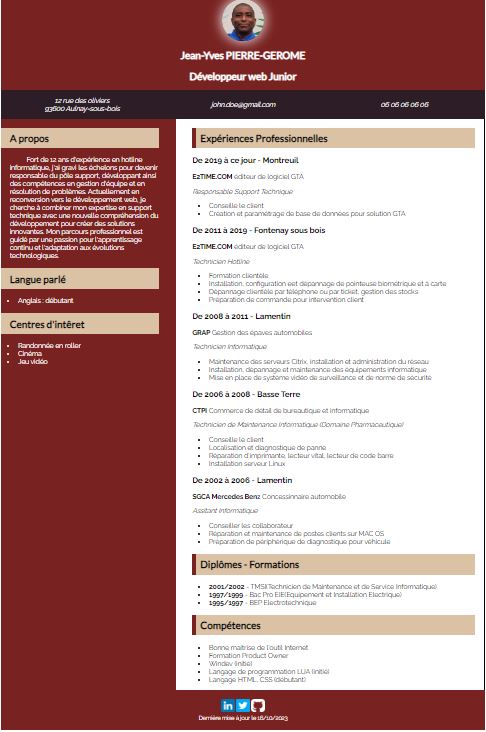 Jean-Yves PIERRE-GEROME
Développeur web Junior
12 rue des oliviers
93600 Aulnay-sous-bois
john.doe@gmail.com
06 06 06 06 06
A propos
Fort de 12 ans d'expérience en hotline
informatique, j'ai gravi les échelons pour devenir
responsable du pôle support, développant ainsi
des compétences en gestion d'équipe et en
résolution de problèmes. Actuellement en
reconversion vers le développement web, je
cherche à combiner mon expertise en support
technique avec une nouvelle compréhension du
développement pour créer des solutions
innovantes. Mon parcours professionnel est
guidé par une passion pour l'apprentissage
continu et l'adaptation aux évolutions
technologiques.
Langue parlé
Anglais : débutant
Centres d'intêret
Randonnée en roller
Cinéma
Jeu vidéo
Expériences Professionnelles
De 2019 à ce jour - Montreuil
E2TIME.COM éditeur de logiciel GTA
Responsable Support Technique
Conseille le client
Creation et paramétrage de base de données pour solution GTA
De 2011 à 2019 - Fontenay sous bois
E2TIME.COM éditeur de logiciel GTA
Technicien Hotline
Formation clientèle
Installation, configuration eet dépannage de pointeuse biométrique et à carte
Dépannage clientèle par téléphone ou par ticket, gestion des stocks
Préparation de commande pour intervention client
De 2008 à 2011 - Lamentin
GRAP Gestion des épaves automobiles
Technicien Informatique
Maintenance des serveurs Citrix, installation et administration du réseau
Installation, dépannage et maintenance des équipements informatique
Mise en place de système vidéo de surveillance et de norme de sécurité
De 2006 à 2008 - Basse Terre
CTPI Commerce de détail de bureautique et informatique
Technicien de Maintenance Informatique (Domaine Pharmaceutique)
Conseille le client
Localisation et diagnostique de panne
Réparation d'imprimante, lecteur vital, lecteur de code barre
Installation serveur Linux
De 2002 à 2006 - Lamentin
SGCA Mercedes Benz Concessionnaire automobile
Assitant Informatique
Conseiller les collaborateur
Réparation et maintenance de postes clients sur MAC OS
Préparation de périphérique de diagnostique pour véhicule
Diplômes - Formations
2001/2002 - TMSI(Technicien de Maintenance et de Service Informatique)
1997/1999 - Bac Pro EIE(Equipement et Installation Electrique)
1995/1997 - BEP Electrotechnique
Compétences
Bonne maitrise de l'outil Internet
Formation Product Owner
Windev (initié)
Langage de programmation LUA (initié)
Langage HTML, CSS (débutant)
Dernière mise à jour le 16/10/2023